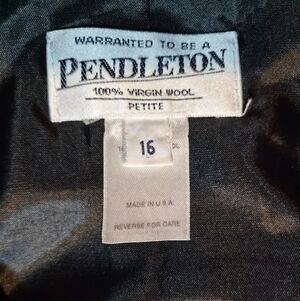 WARRANTED TO BE A
PENDLETON
100% VIRGIN WOOL
PETITE
16
MADE IN U.S.A.
REVERSE FOR CARE